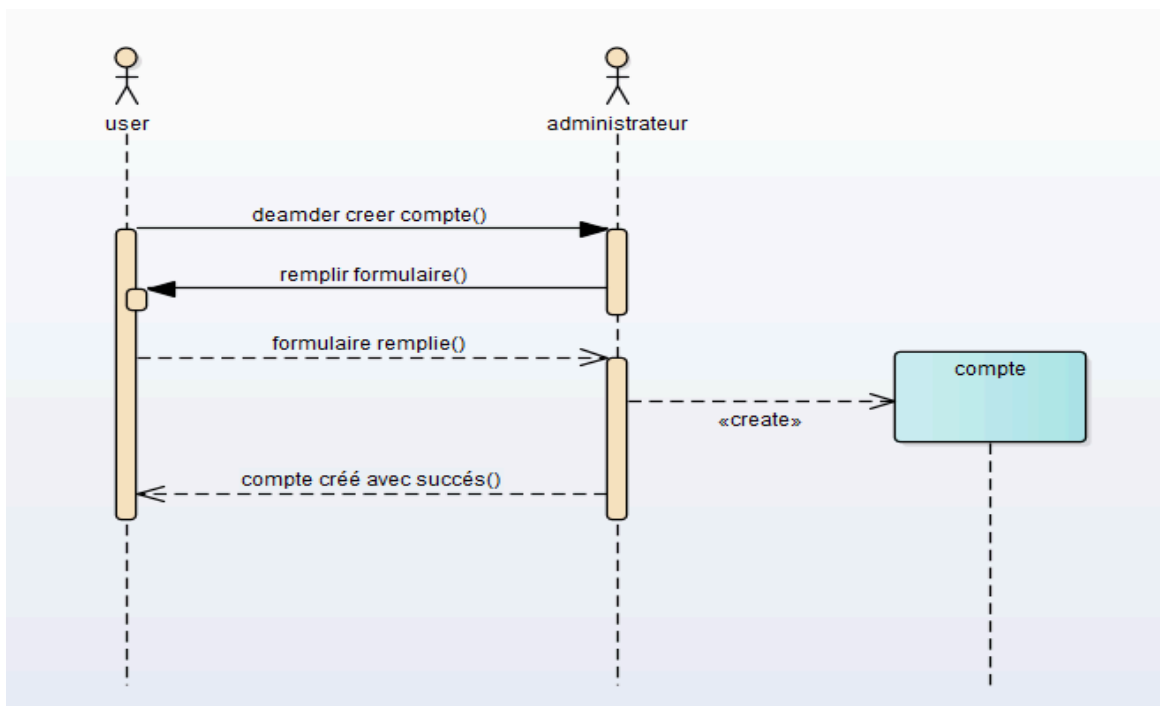 user
administrateur
deamder creer compte()
remplir formulaire()
formulaire remplie()
compte
«create»
compte créé avec succés()